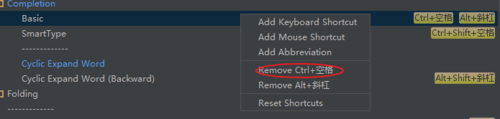 Completion
Basic Ctrl+空格 Alt+斜杠
SmartType Ctrl+Shift+空格
-------------
Cyclic Expand Word
Cyclic Expand Word (Backward) Alt+Shift+斜杠
Folding
-------------
Add Keyboard Shortcut
Add Mouse Shortcut
Add Abbreviation
Remove Ctrl+空格
Remove Alt+斜杠
Reset Shortcuts